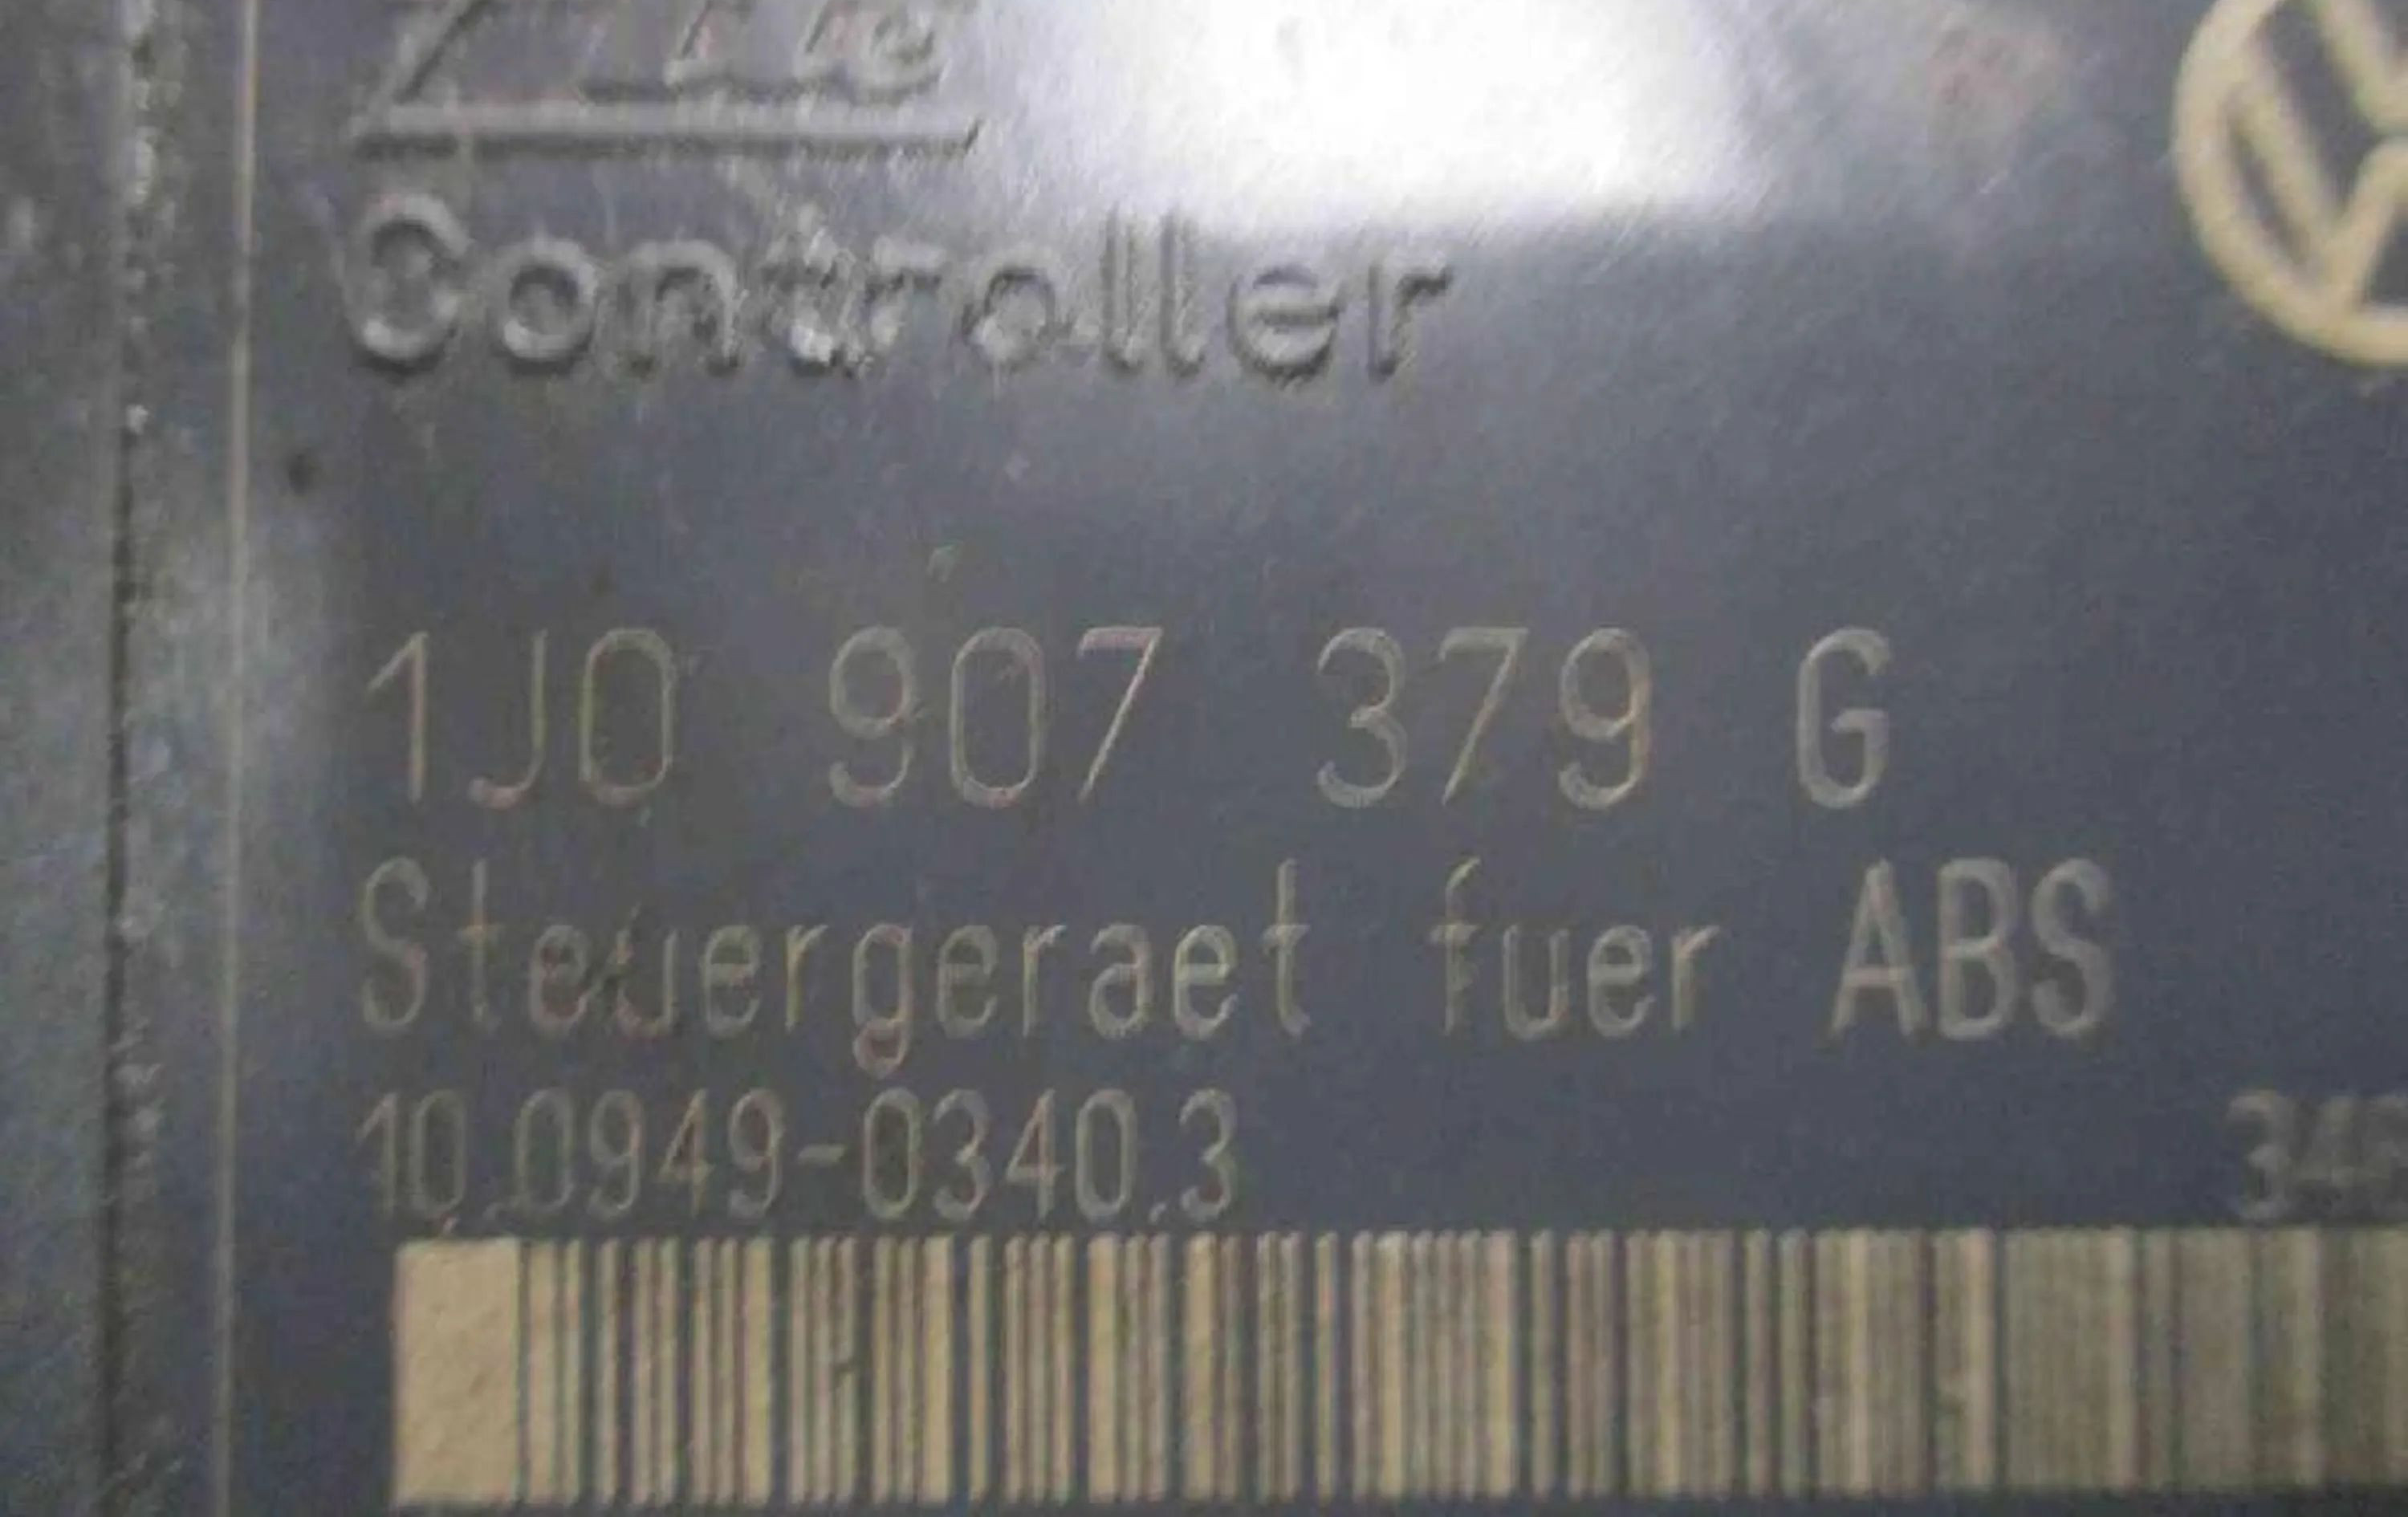 Controller
1J0 907 379 G
Steuergeraet fuer ABS
10.0949-0340.3